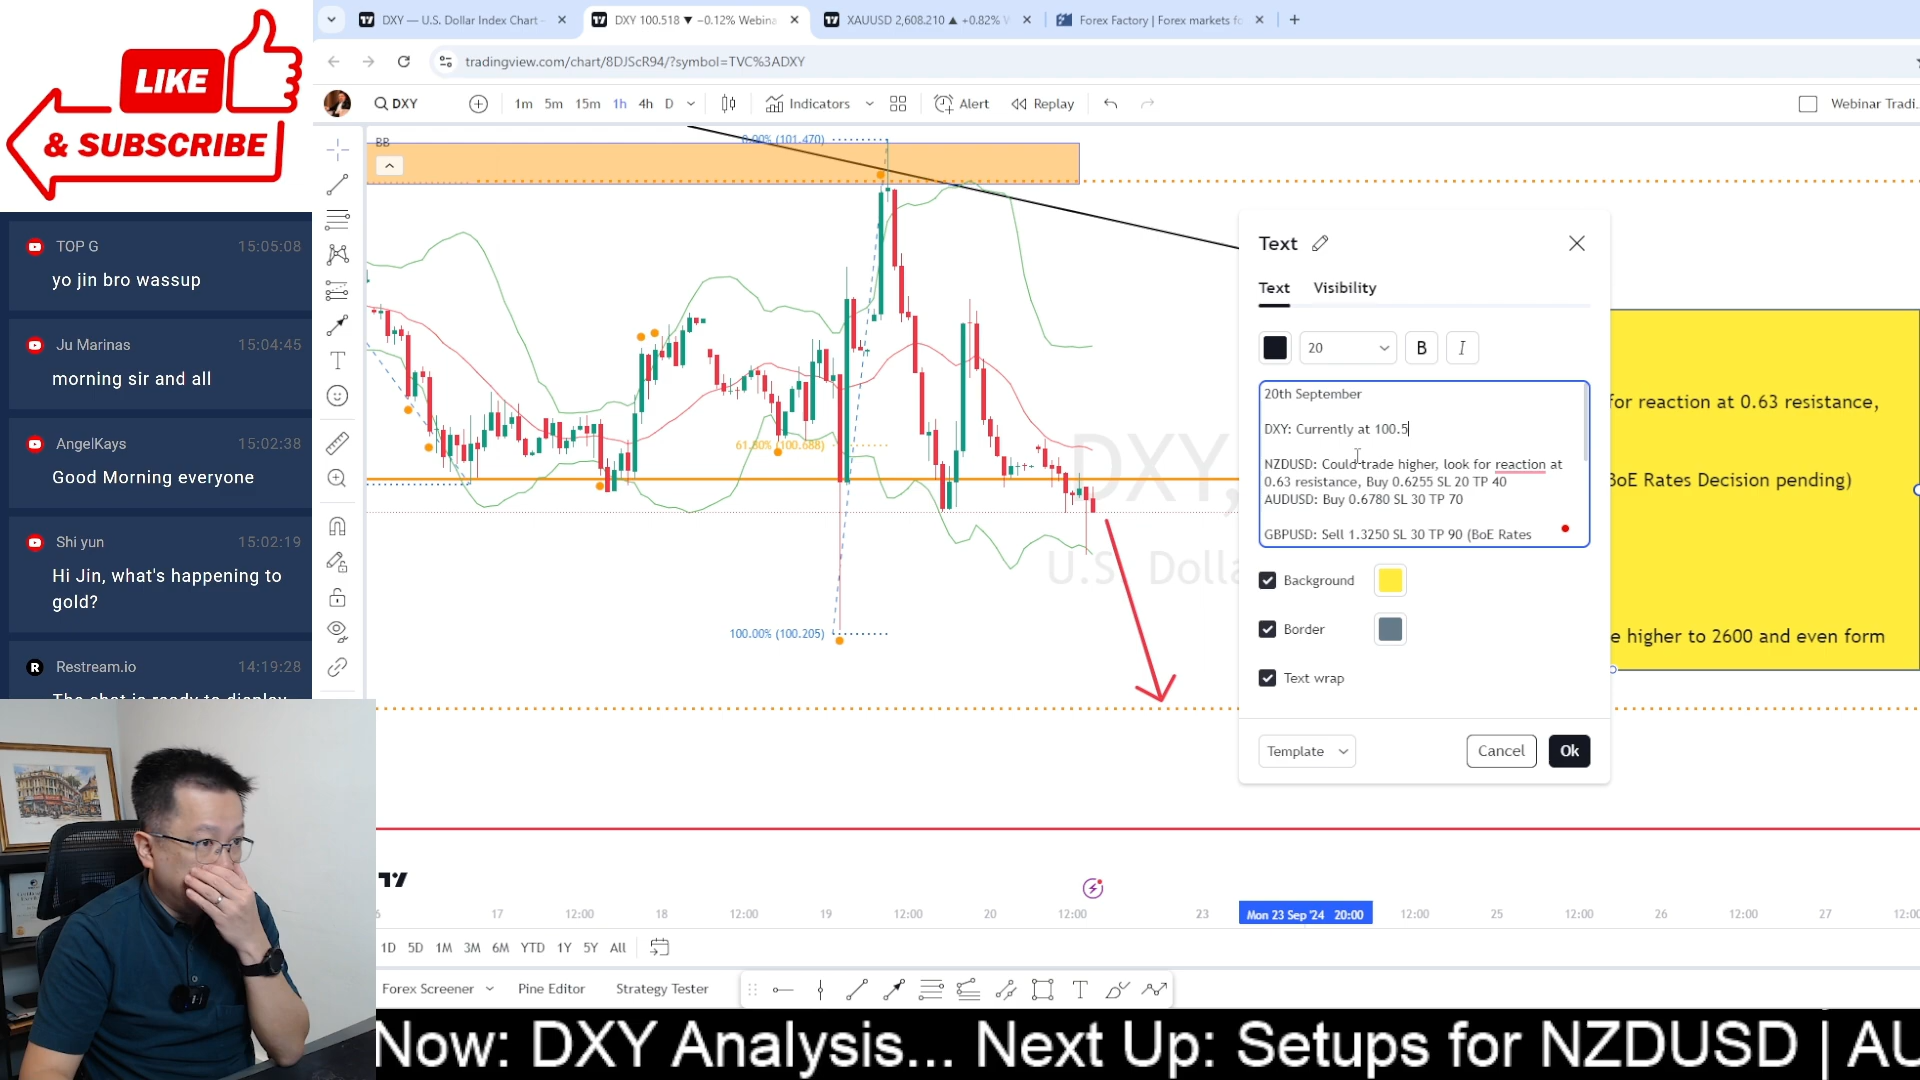 LIKE
& SUBSCRIBE
TOP G 15:05:08
yo jin bro wassup
Ju Marinas 15:04:45
morning sir and all
AngelKays 15:02:38
Good Morning everyone
Shi yun 15:02:19
Hi Jin, what's happening to
gold?
Restream.io 14:19:28
DXY — U.S. Dollar Index Chart
DXY 100.518 ▼ −0.12% Webina
XAUUSD 2,608.210 ▲ +0.82% W
Forex Factory | Forex markets fo
tradingview.com/chart/8DJScR94/?symbol=TVC%3ADXY
DXY 1m 5m 15m 1h 4h D Indicators Alert Replay Webinar Tradi...
BB
0.00% (101.470)
61.80% (100.688)
100.00% (100.205)
DXY,
U.S. Dolla
Text
Text Visibility
20 B I
20th September
DXY: Currently at 100.5
NZDUSD: Could trade higher, look for reaction at
0.63 resistance, Buy 0.6255 SL 20 TP 40
AUDUSD: Buy 0.6780 SL 30 TP 70
GBPUSD: Sell 1.3250 SL 30 TP 90 (BoE Rates
Background
Border
Text wrap
Template Cancel Ok
for reaction at 0.63 resistance,
BoE Rates Decision pending)
e higher to 2600 and even form
6 17 12:00 18 12:00 19 12:00 20 12:00 23 Mon 23 Sep '24 20:00 12:00 25 12:00 26 12:00 27 12:00
1D 5D 1M 3M 6M YTD 1Y 5Y All
Forex Screener Pine Editor Strategy Tester
Now: DXY Analysis... Next Up: Setups for NZDUSD | AU